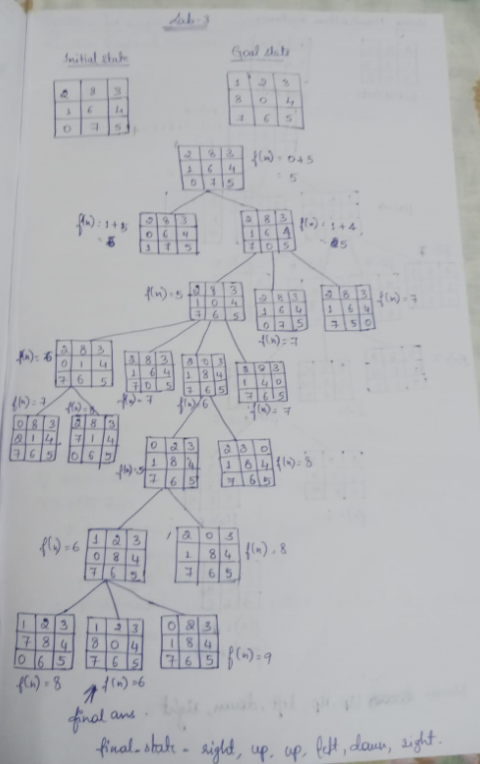 Lab-3
Initial state
Goal state
2 8 3
1 6 4
0 7 5
1 2 3
8 0 4
7 6 5
2 8 3
1 6 4
0 7 5
f(n) = 0+5
= 5
f(n) = 1+5
= 6
2 8 3
0 6 4
1 7 5
2 8 3
1 6 4
7 0 5
f(n) = 1+4
= 5
f(n) = 5
2 8 3
1 0 4
7 6 5
2 8 3
1 6 4
0 7 5
f(n) = 7
2 8 3
1 6 4
7 5 0
f(n) = 7
f(n) = 6
2 8 3
0 1 4
7 6 5
2 8 3
1 6 4
7 0 5
f(n) = 7
2 0 3
1 8 4
7 6 5
f(n) = 6
2 8 3
1 4 0
7 6 5
f(n) = 7
f(n) = 7
0 8 3
2 1 4
7 6 5
2 8 3
7 1 4
0 6 5
f(n) =
0 2 3
1 8 4
7 6 5
2 3 0
1 8 4
7 6 5
f(n) = 8
f(n) = 6
1 2 3
0 8 4
7 6 5
2 0 3
1 8 4
7 6 5
f(n) = 8
1 2 3
7 8 4
0 6 5
f(n) = 8
1 2 3
8 0 4
7 6 5
f(n) = 6
0 2 3
1 8 4
7 6 5
f(n) = 9
final ans.
final-state - right, up, up, left, down, right.